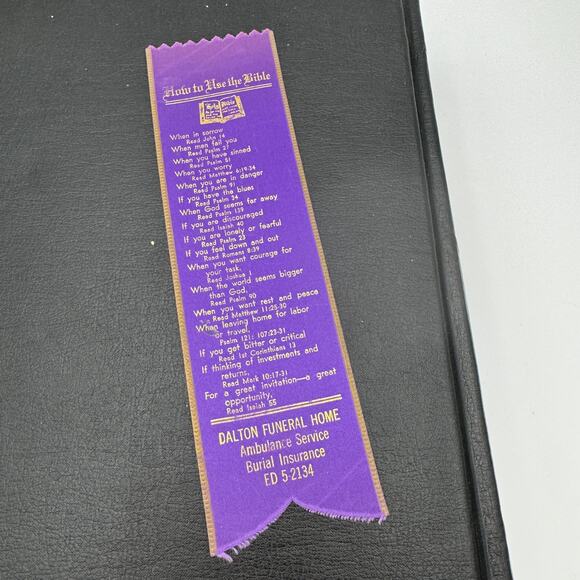 How to Use the Bible
Holy Bible
When in sorrow
Read John 14
When men fail you
Read Psalm 27
When you have sinned
Read Psalm 51
When you worry
Read Matthew 6:19-34
When you are in danger
Read Psalm 91
If you have the blues
Read Psalm 34
When God seems far away
Read Psalm 139
If you are discouraged
Read Isaiah 40
If you are lonely or fearful
Read Psalm 23
If you feel down and out
Read Romans 8:39
When you want courage for
your task.
Read Joshua 1
When the world seems bigger
than God.
Read Psalm 90
When you want rest and peace
Read Matthew 11:25-30
When leaving home for labor
or travel.
Psalm 121; 107:23-31
If you get bitter or critical
Read 1st Corinthians 13
If thinking of investments and
returns.
Read Mark 10:17-31
For a great invitation—a great
opportunity.
Read Isaiah 55
DALTON FUNERAL HOME
Ambulance Service
Burial Insurance
ED 5-2134